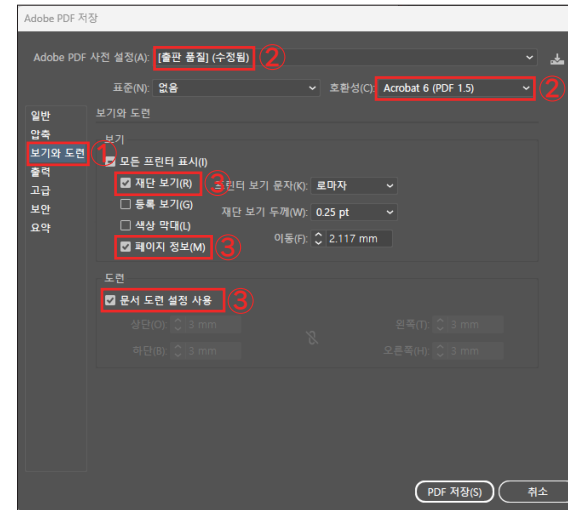 Adobe PDF 저장
Adobe PDF 사전 설정(A): [출판 품질] (수정됨) ②
표준(N): 없음 호환성(C): Acrobat 6 (PDF 1.5) ②
일반 보기와 도련
압축
보기와 도련 ①
출력
고급
보안
요약
보기
모든 프린터 표시(I)
재단 보기(R) ③ 프린터 보기 문자(K): 로마자
등록 보기(G) 재단 보기 두께(W): 0.25 pt
색상 막대(L)
페이지 정보(M) ③ 이동(F): 2.117 mm
도련
문서 도련 설정 사용 ③
상단(O): 3 mm 왼쪽(T): 3 mm
하단(B): 3 mm 오른쪽(H): 3 mm
PDF 저장(S) 취소